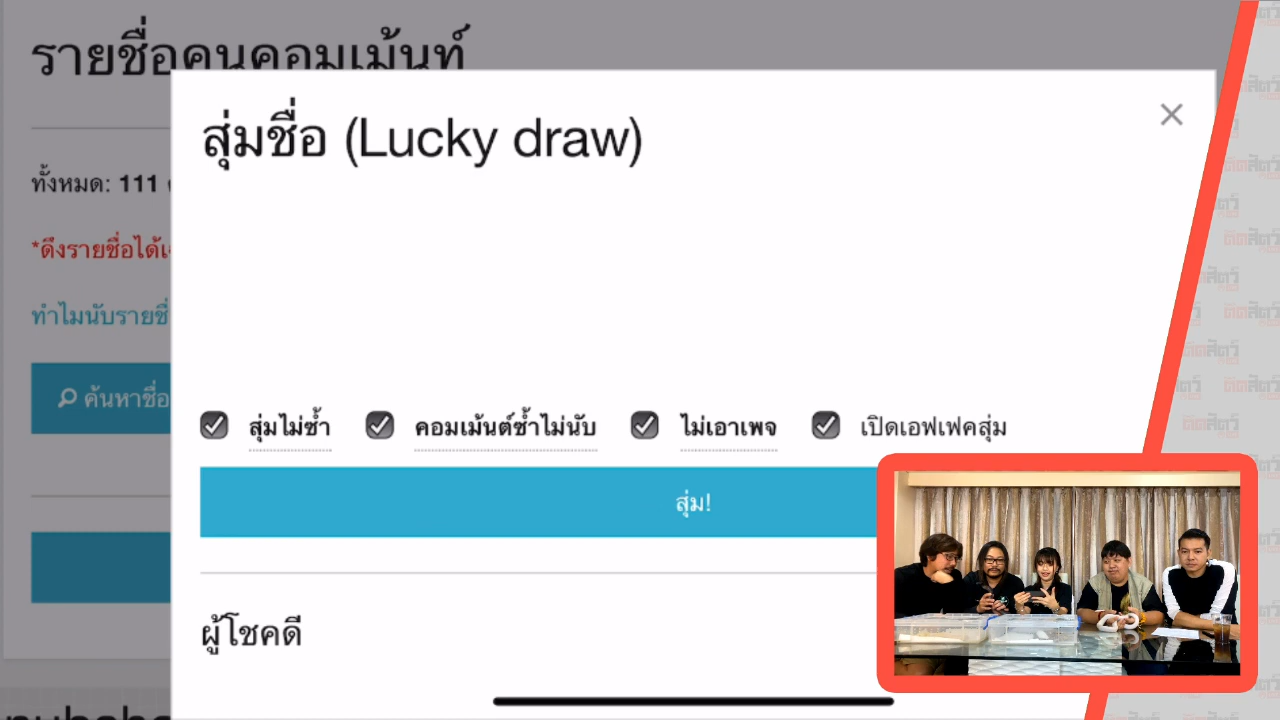 รายชื่อคนคอมเม้นท์
สุ่มชื่อ (Lucky draw)
×
ทั้งหมด: 111
*ดึงรายชื่อได้
ทำไมนับรายชื่
ค้นหาชื่อ
สุ่มไม่ซ้ำ คอมเม้นต์ซ้ำไม่นับ ไม่เอาเพจ เปิดเอฟเฟคสุ่ม
สุ่ม!
ผู้โชคดี